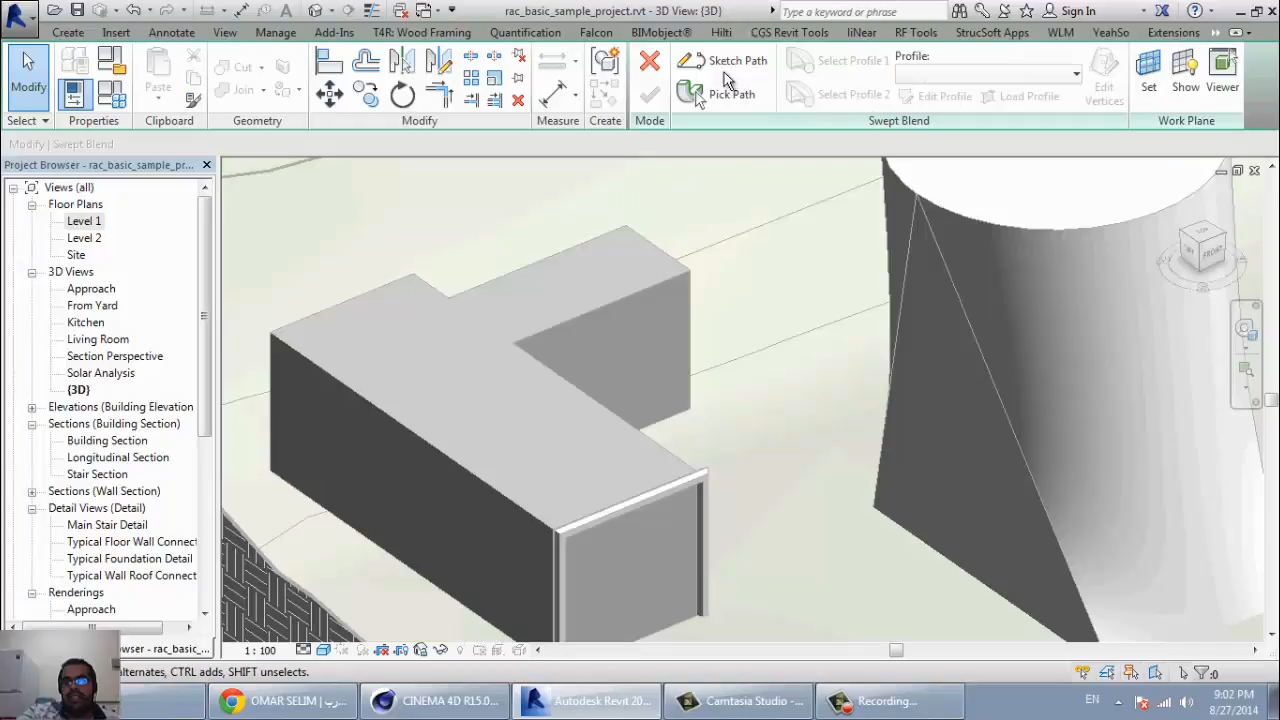 rac_basic_sample_project.rvt - 3D View: {3D}
Type a keyword or phrase
Sign In
Create Insert Annotate View Manage Add-Ins T4R: Wood Framing Quantification Falcon BIMobject® Hilti CGS Revit Tools liNear RF Tools StrucSoft Apps WLM YeahSo Extensions
Modify
Paste
Cut
Join
Sketch Path
Pick Path
Select Profile 1
Select Profile 2
Profile:
Edit Profile Load Profile
Edit
Vertices
Set Show Viewer
Select Properties Clipboard Geometry Modify Measure Create Mode Swept Blend Work Plane
Modify | Swept Blend
Project Browser - rac_basic_sample_pr...
Views (all)
Floor Plans
Level 1
Level 2
Site
3D Views
Approach
From Yard
Kitchen
Living Room
Section Perspective
Solar Analysis
{3D}
Elevations (Building Elevation
Sections (Building Section)
Building Section
Longitudinal Section
Stair Section
Sections (Wall Section)
Detail Views (Detail)
Main Stair Detail
Typical Floor Wall Connect
Typical Foundation Detail
Typical Wall Roof Connect
Renderings
Approach
FRONT
bwser - rac_basic_...
1 : 100
lternates, CTRL adds, SHIFT unselects.
:0
OMAR SELIM | ...رب
CINEMA 4D R15.0...
Autodesk Revit 20...
Camtasia Studio -...
Recording...
EN
9:02 PM
8/27/2014